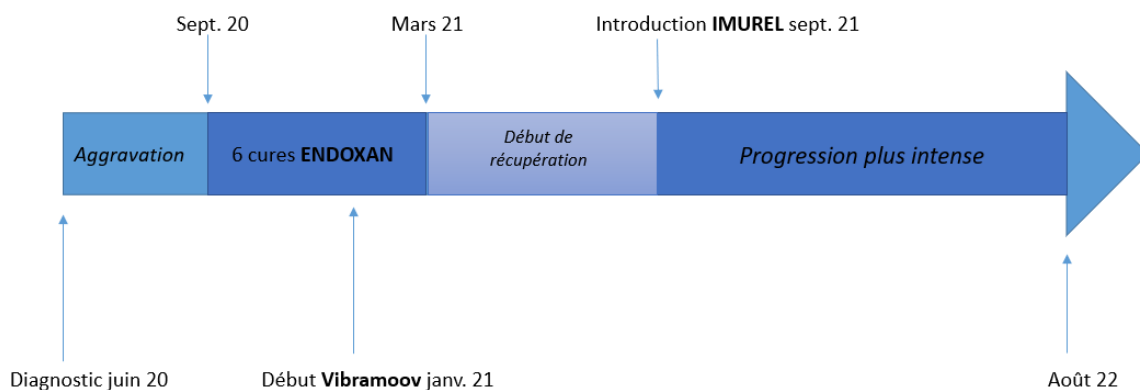 Sept. 20
Mars 21
Introduction IMUREL sept. 21
Aggravation
6 cures ENDOXAN
Début de
récupération
Progression plus intense
Diagnostic juin 20
Début Vibramoov janv. 21
Août 22